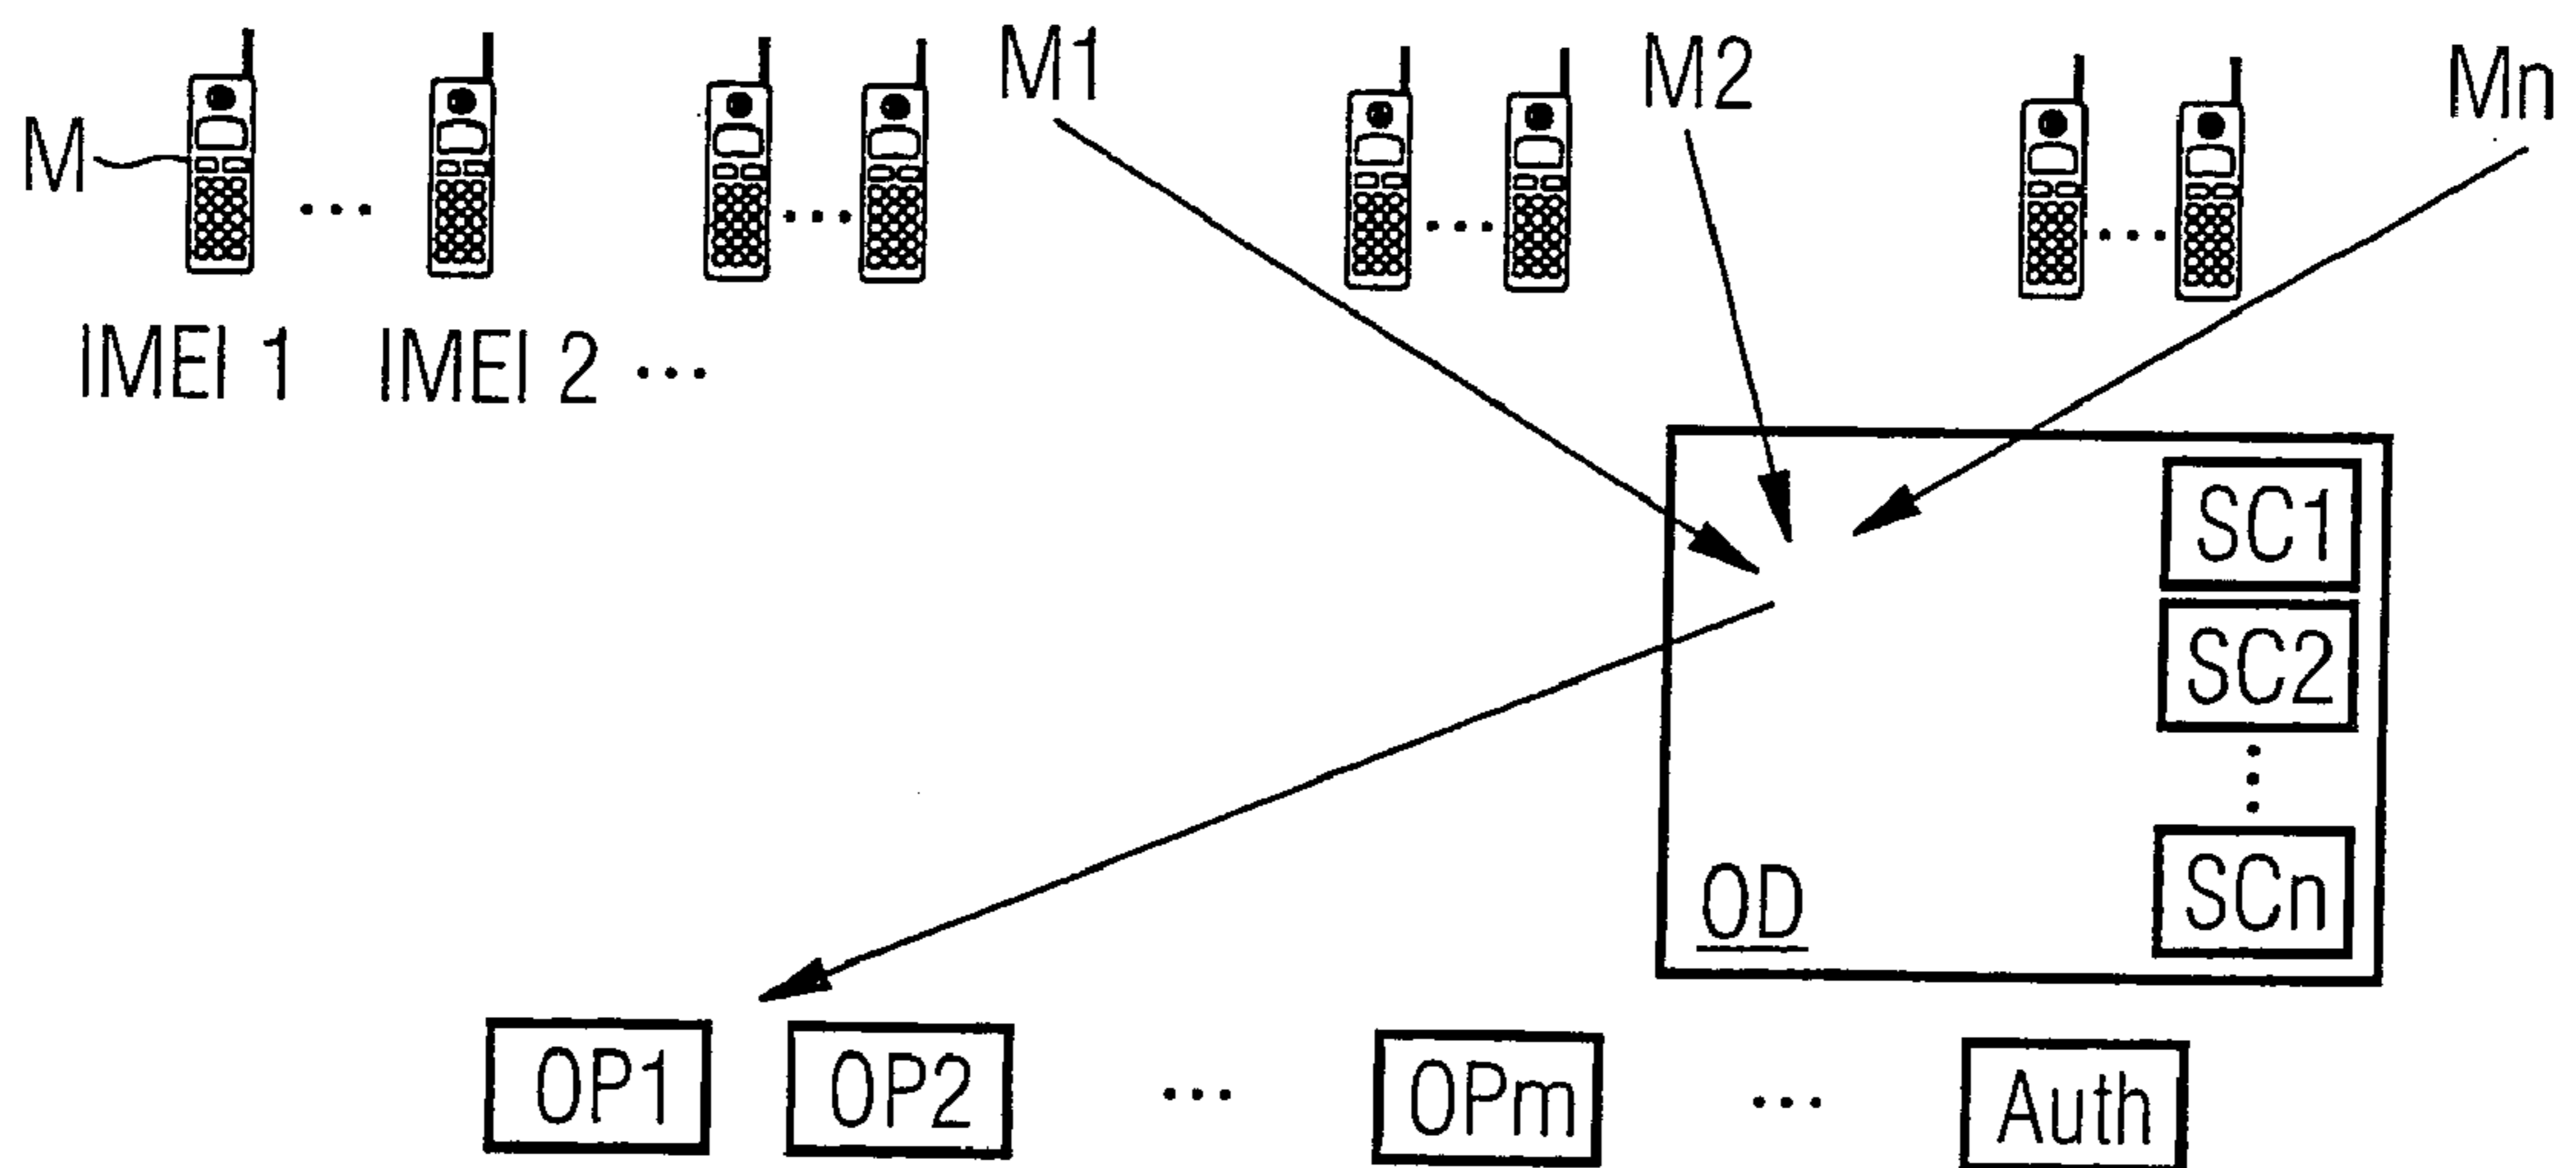 M1
M2
Mn
M
IMEI 1 IMEI 2 ...
SC1
SC2
SCn
OD
OP1 OP2 ... OPm ... Auth